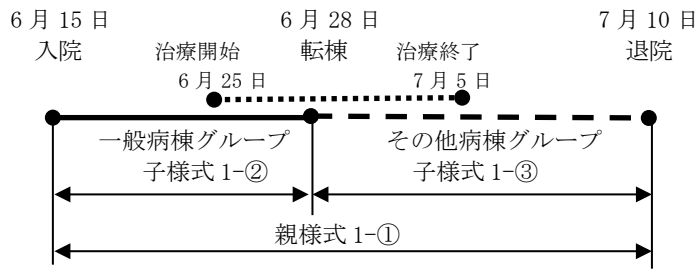 6 月 15 日
入院
治療開始
6 月 25 日
6 月 28 日
転棟
治療終了
7 月 5 日
7 月 10 日
退院
一般病棟グループ
子様式 1-②
その他病棟グループ
子様式 1-③
親様式 1-①